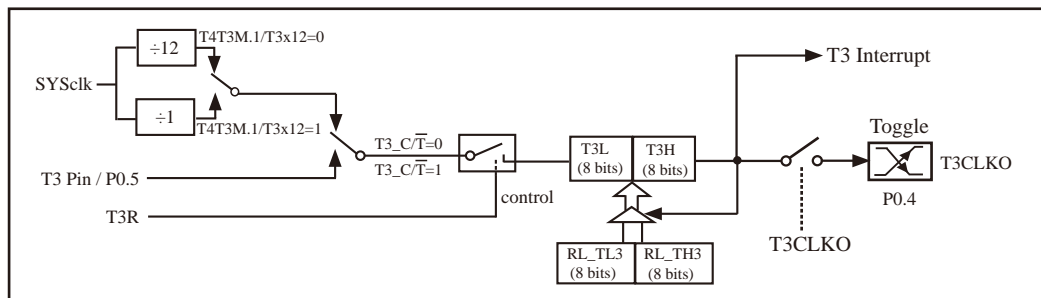 ÷12
T4T3M.1/T3x12=0
SYSclk
÷1
T4T3M.1/T3x12=1
T3 Interrupt
Toggle
T3CLKO
P0.4
T3_C/T̅=0
T3_C/T̅=1
T3L
(8 bits)
T3H
(8 bits)
T3 Pin / P0.5
control
T3R
T3CLKO
RL_TL3
(8 bits)
RL_TH3
(8 bits)